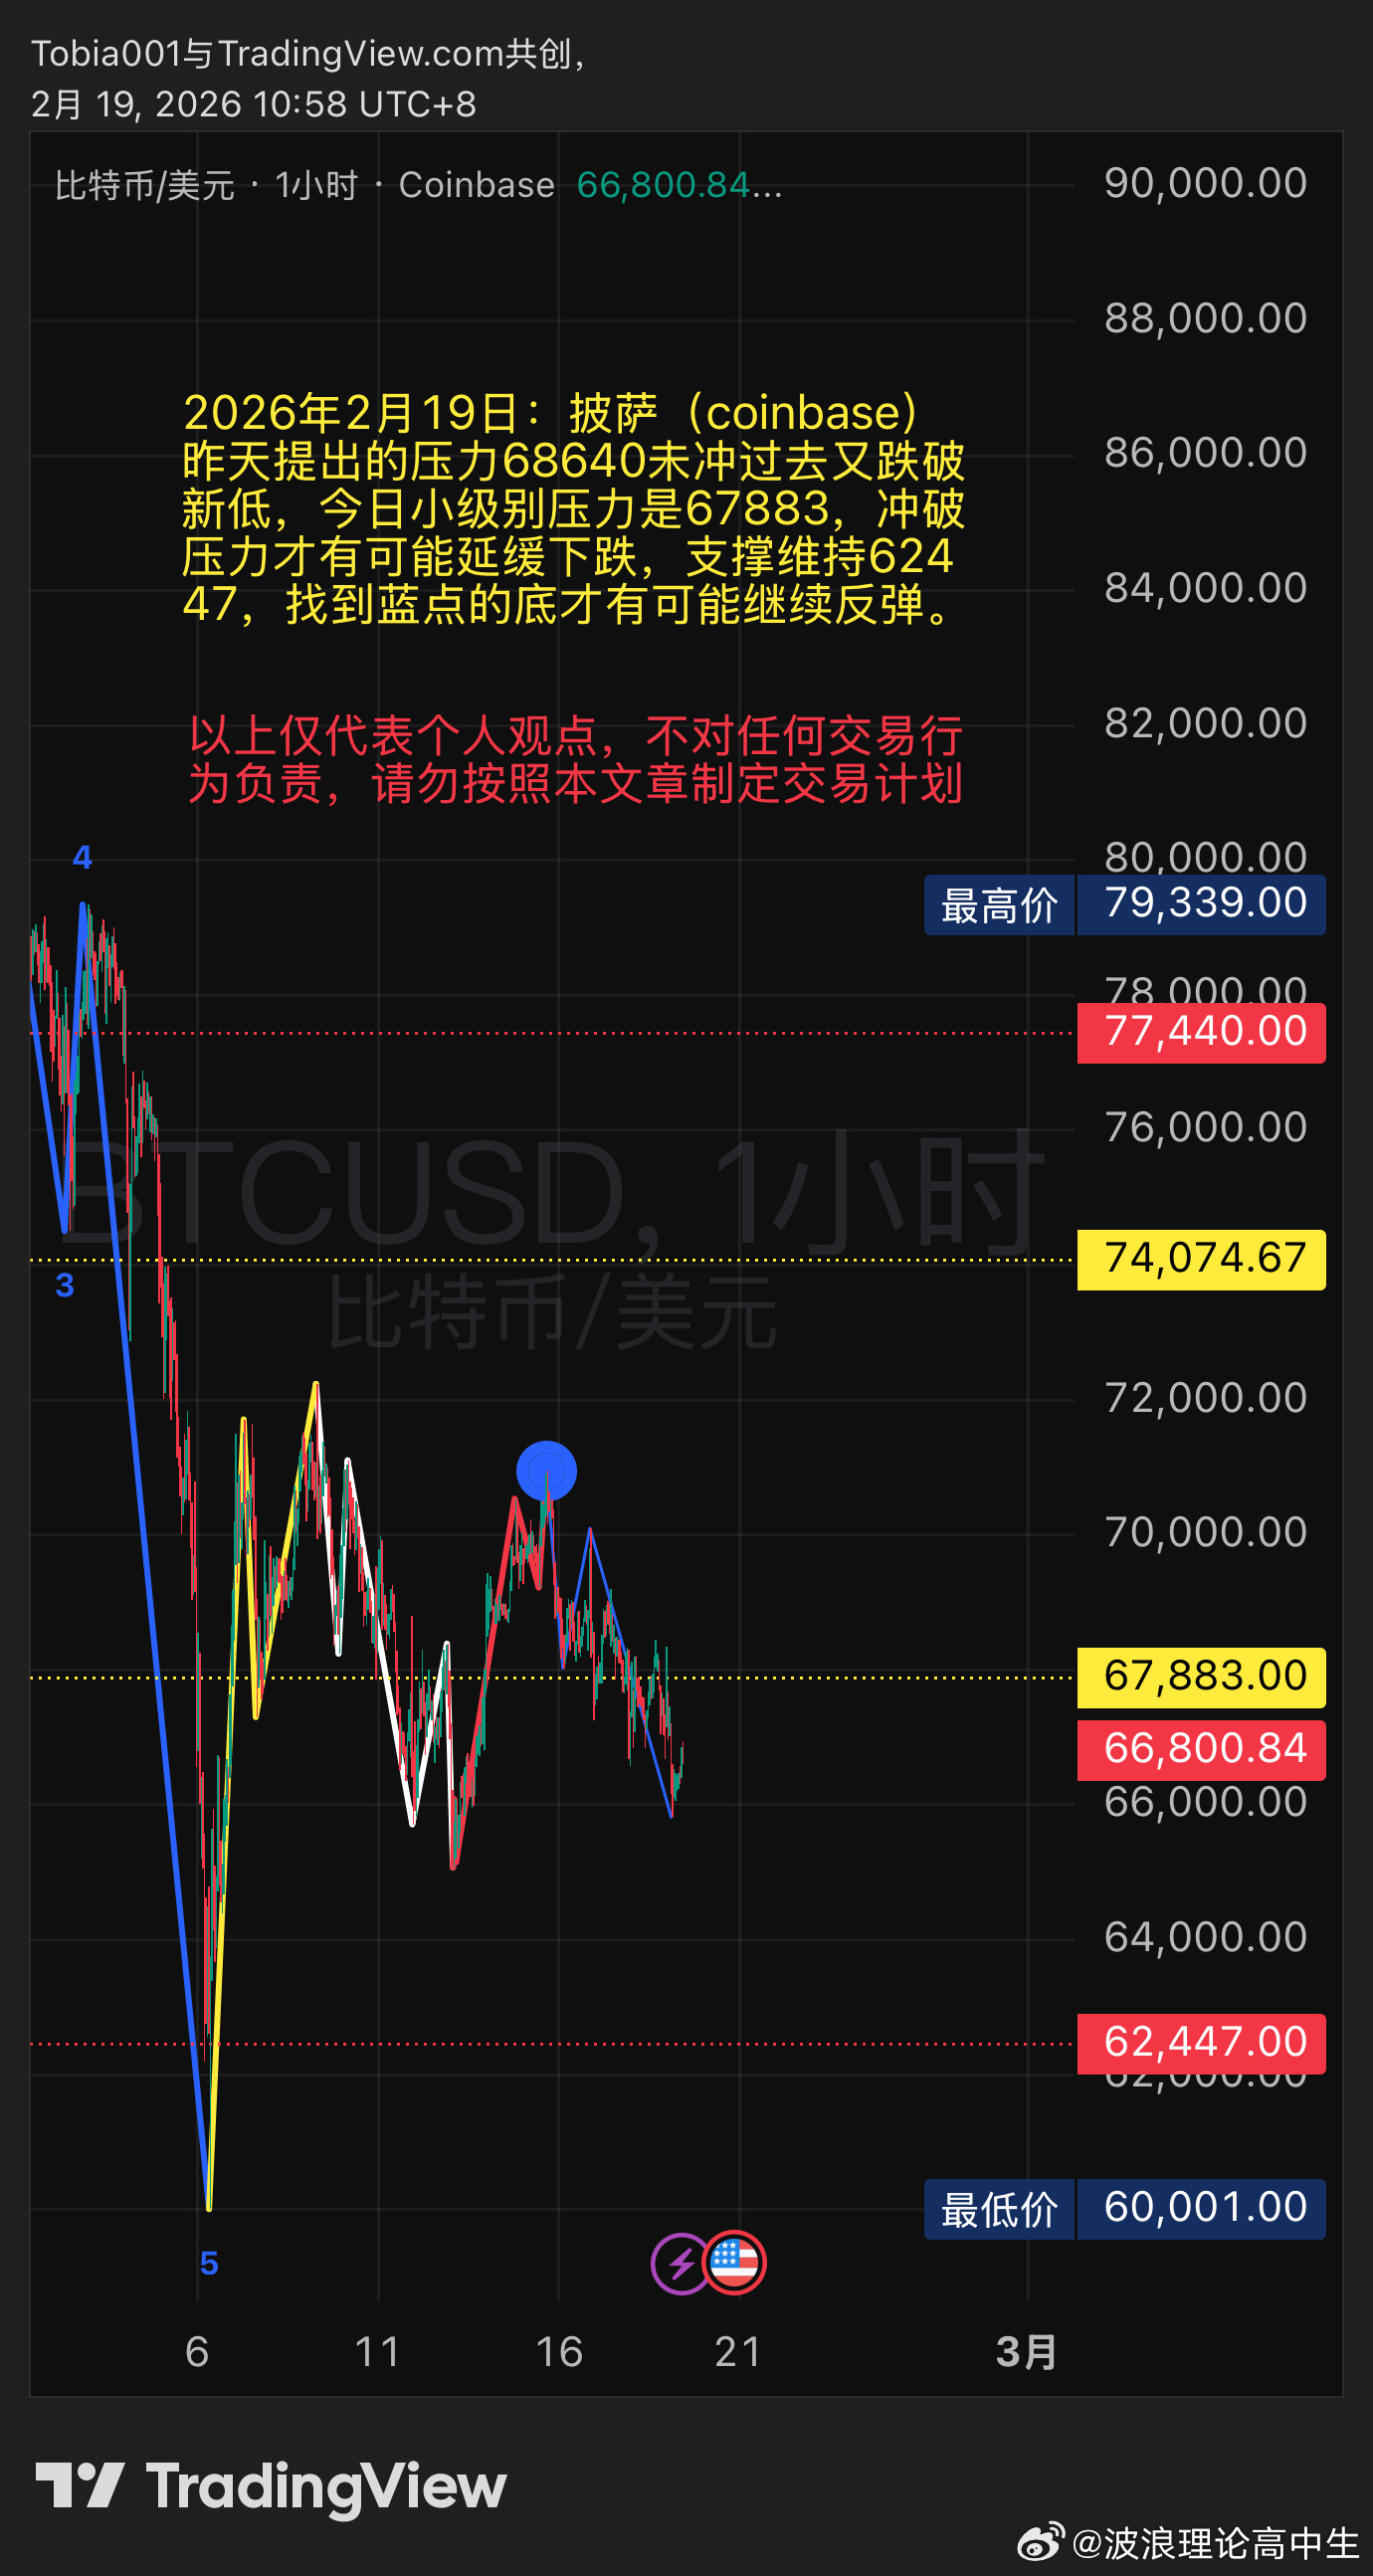 Tobia001与TradingView.com共创，
2月 19, 2026 10:58 UTC+8
比特币/美元 · 1小时 · Coinbase 66,800.84...
90,000.00
88,000.00
2026年2月19日：披萨（coinbase）
昨天提出的压力68640未冲过去又跌破
新低，今日小级别压力是67883，冲破
压力才有可能延缓下跌，支撑维持624
47，找到蓝点的底才有可能继续反弹。
86,000.00
84,000.00
以上仅代表个人观点，不对任何交易行
为负责，请勿按照本文章制定交易计划
82,000.00
4
80,000.00
最高价 79,339.00
78,000.00
77,440.00
76,000.00
BTCUSD, 1小时
比特币/美元
74,074.67
3
72,000.00
70,000.00
67,883.00
66,800.84
66,000.00
64,000.00
62,447.00
62,000.00
最低价 60,001.00
5
6 11 16 21 3月
TradingView
@波浪理论高中生